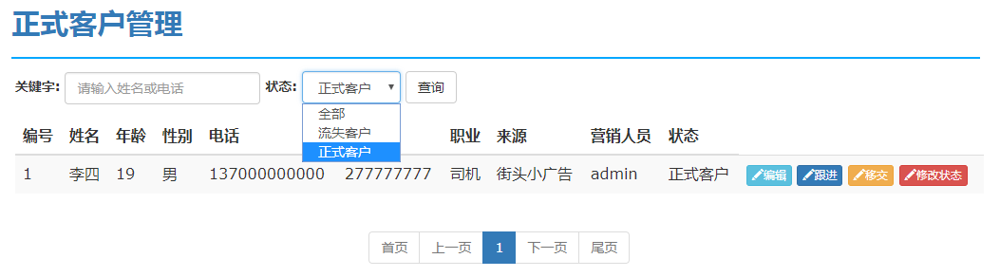 正式客户管理
关键字: 请输入姓名或电话 状态: 正式客户 查询
全部
流失客户
正式客户
编号 姓名 年龄 性别 电话 职业 来源 营销人员 状态
1 李四 19 男 137000000000 277777777 司机 街头小广告 admin 正式客户 编辑 跟进 移交 修改状态
首页 上一页 1 下一页 尾页